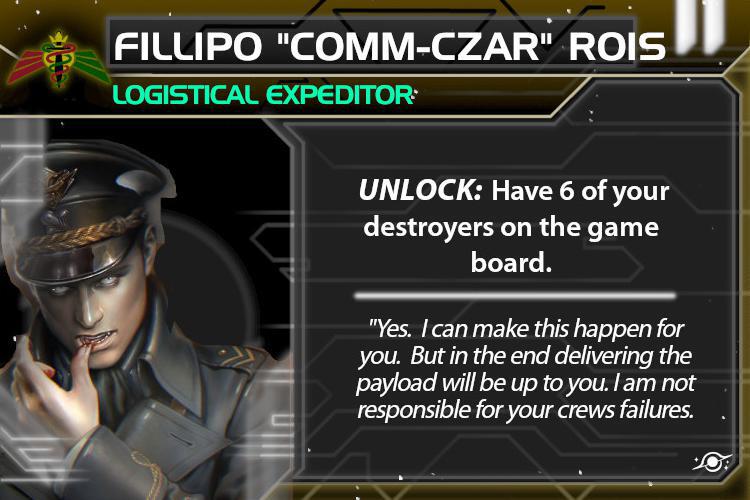 FILLIPO "COMM-CZAR" ROIS
LOGISTICAL EXPEDITOR
UNLOCK: Have 6 of your
destroyers on the game
board.
"Yes.  I can make this happen for
you.  But in the end delivering the
payload will be up to you. I am not
responsible for your crews failures.